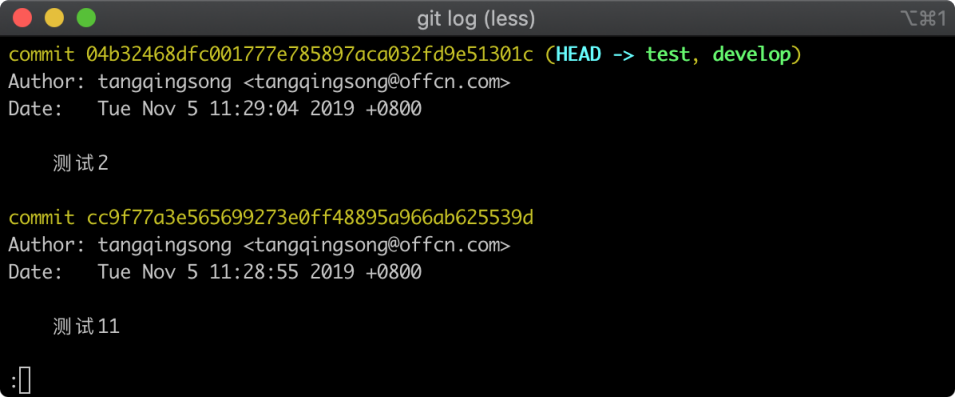 git log (less)
⌥⌘1
commit 04b32468dfc001777e785897aca032fd9e51301c (HEAD -> test, develop)
Author: tangqingsong <tangqingsong@offcn.com>
Date:   Tue Nov 5 11:29:04 2019 +0800
测试2
commit cc9f77a3e565699273e0ff48895a966ab625539d
Author: tangqingsong <tangqingsong@offcn.com>
Date:   Tue Nov 5 11:28:55 2019 +0800
测试11
: